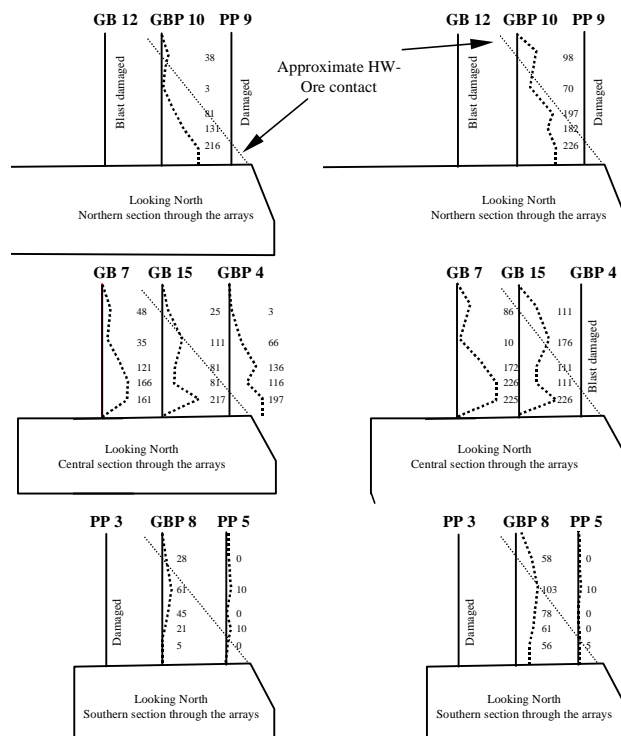 GB 12 GBP 10 PP 9
GB 12 GBP 10 PP 9
Blast damaged
38
3
81
131
216
Damaged
Approximate HW-
Ore contact
Blast damaged
98
70
197
182
226
Damaged
Looking North
Northern section through the arrays
Looking North
Northern section through the arrays
GB 7 GB 15 GBP 4
GB 7 GB 15 GBP 4
48 25 3
35 111 66
121 81 136
166 81 116
161 217 197
86 111
10 176
172 111
226 111
225 226
Blast damaged
Looking North
Central section through the arrays
Looking North
Central section through the arrays
PP 3 GBP 8 PP 5
PP 3 GBP 8 PP 5
Damaged
28 0
61 10
45 0
21 10
5 0
Damaged
58 0
103 10
78 0
61 0
56 5
Looking North
Southern section through the arrays
Looking North
Southern section through the arrays